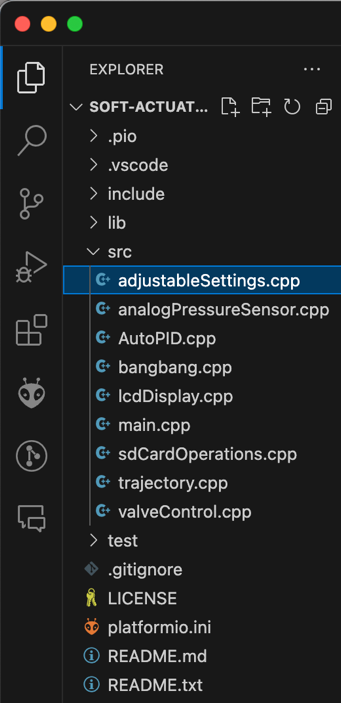 EXPLORER
SOFT-ACTUAT...
.pio
.vscode
include
lib
src
adjustableSettings.cpp
analogPressureSensor.cpp
AutoPID.cpp
bangbang.cpp
lcdDisplay.cpp
main.cpp
sdCardOperations.cpp
trajectory.cpp
valveControl.cpp
test
.gitignore
LICENSE
platformio.ini
README.md
README.txt